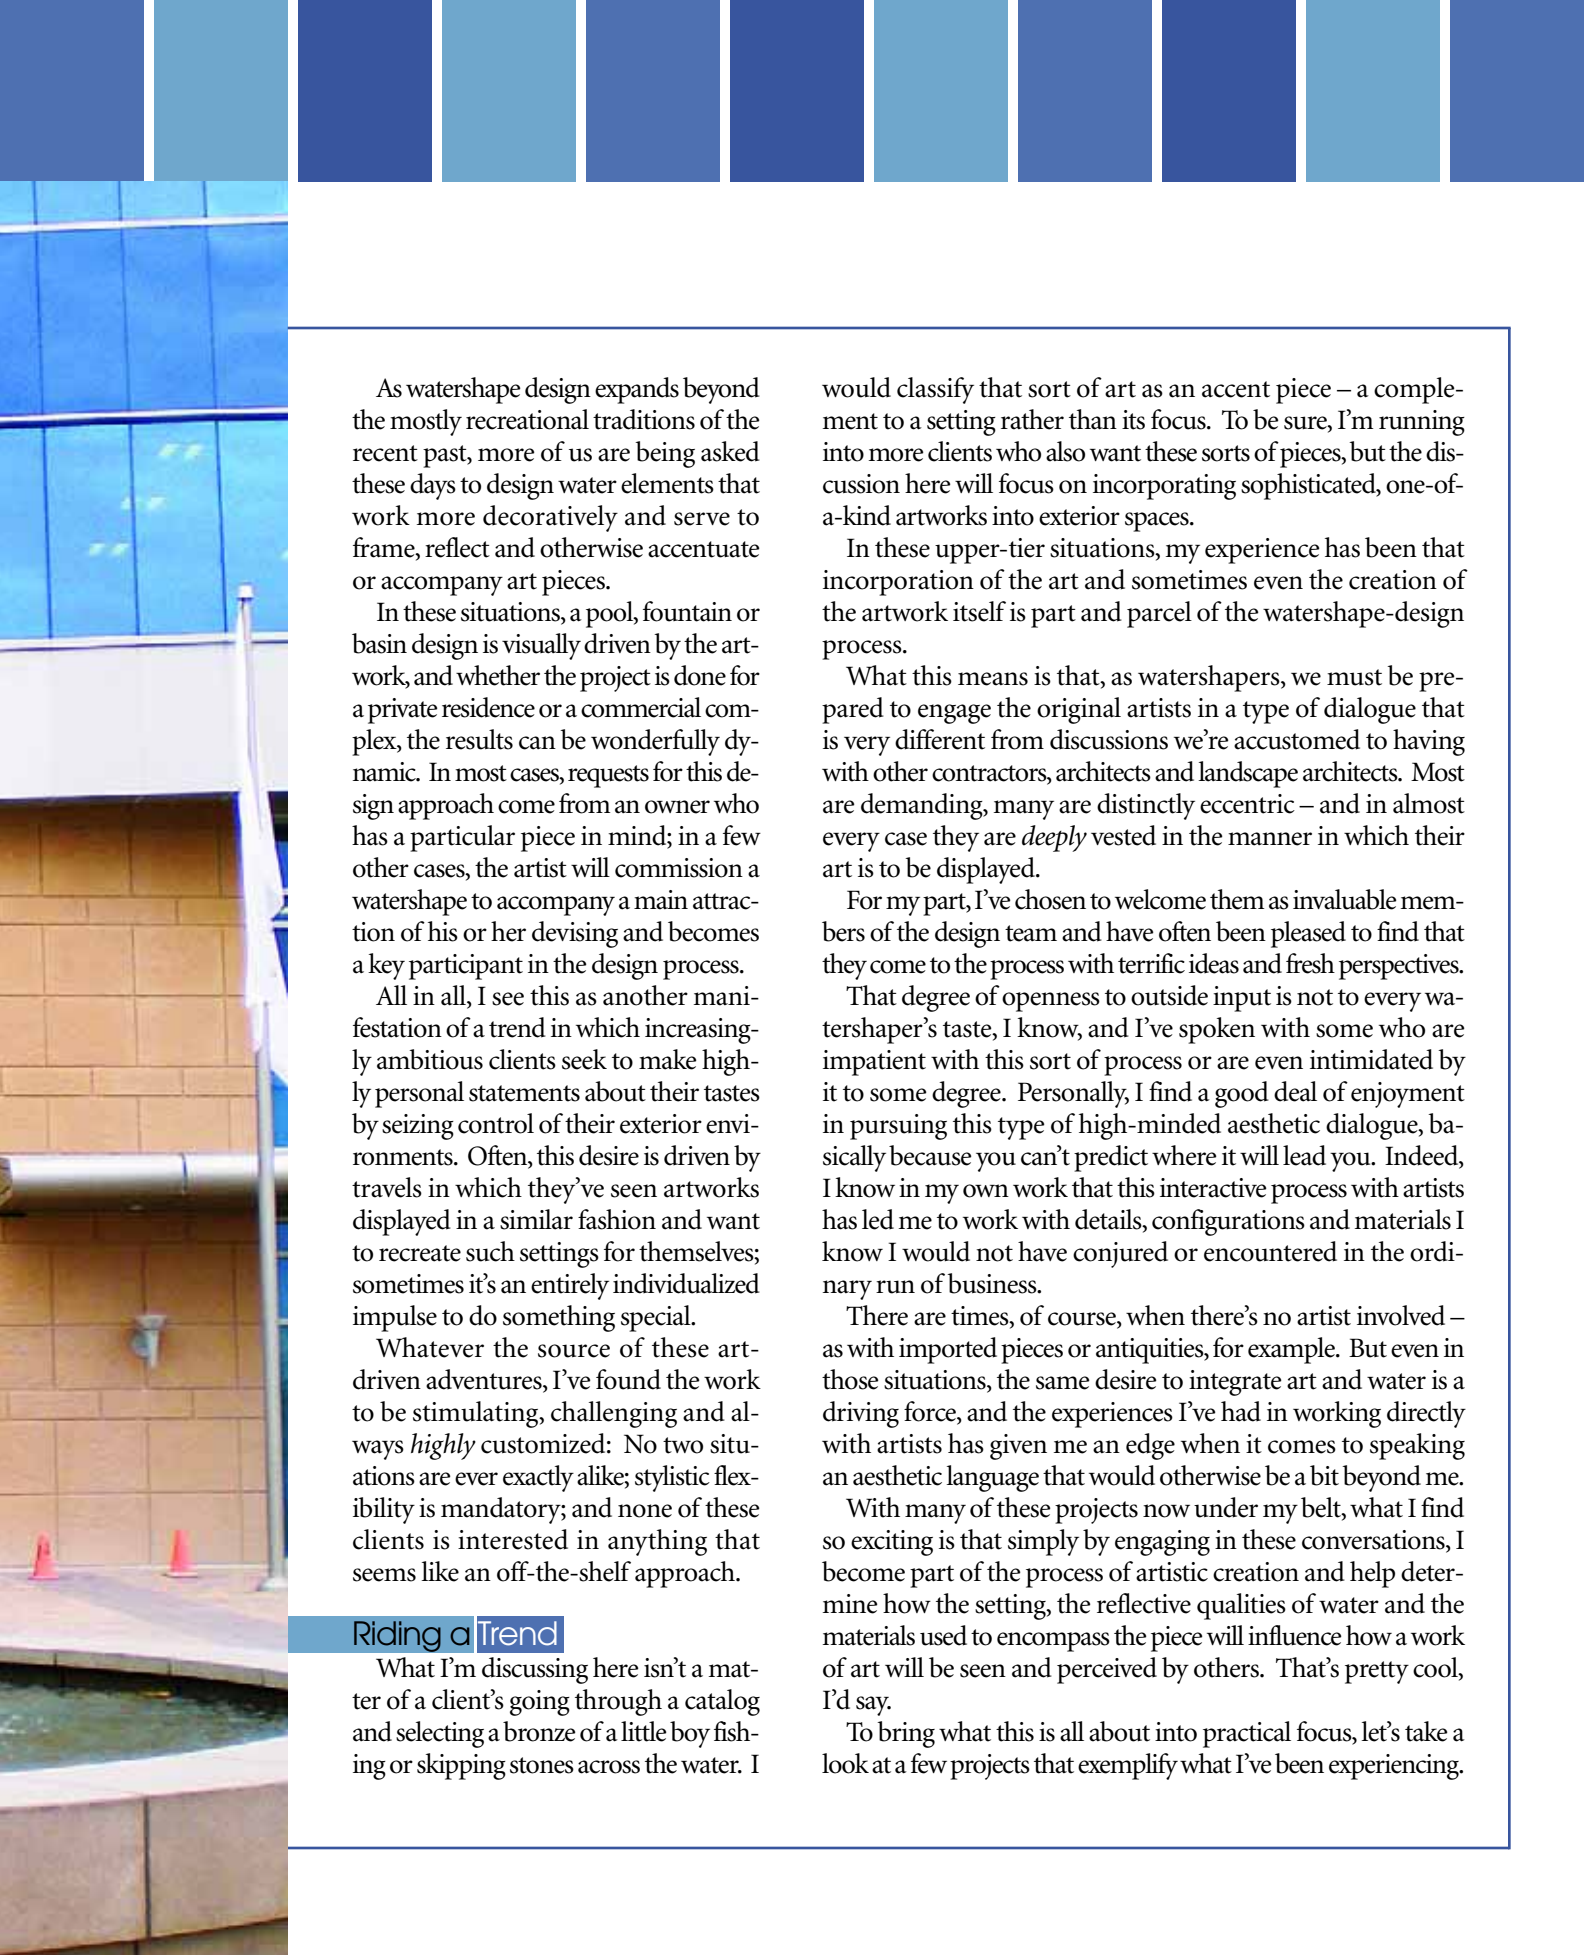 As watershape design expands beyond
the mostly recreational traditions of the
recent past, more of us are being asked
these days to design water elements that
work more decoratively and serve to
frame, reflect and otherwise accentuate
or accompany art pieces.
In these situations, a pool, fountain or
basin design is visually driven by the art-
work, and whether the project is done for
a private residence or a commercial com-
plex, the results can be wonderfully dy-
namic. In most cases, requests for this de-
sign approach come from an owner who
has a particular piece in mind; in a few
other cases, the artist will commission a
watershape to accompany a main attrac-
tion of his or her devising and becomes
a key participant in the design process.
All in all, I see this as another mani-
festation of a trend in which increasing-
ly ambitious clients seek to make high-
ly personal statements about their tastes
by seizing control of their exterior envi-
ronments. Often, this desire is driven by
travels in which they've seen artworks
displayed in a similar fashion and want
to recreate such settings for themselves;
sometimes it's an entirely individualized
impulse to do something special.
Whatever the source of these art-
driven adventures, I've found the work
to be stimulating, challenging and al-
ways highly customized: No two situ-
ations are ever exactly alike; stylistic flex-
ibility is mandatory; and none of these
clients is interested in anything that
seems like an off-the-shelf approach.
Riding a Trend
What I'm discussing here isn't a mat-
ter of a client's going through a catalog
and selecting a bronze of a little boy fish-
ing or skipping stones across the water. I
would classify that sort of art as an accent piece – a comple-
ment to a setting rather than its focus. To be sure, I'm running
into more clients who also want these sorts of pieces, but the dis-
cussion here will focus on incorporating sophisticated, one-of-
a-kind artworks into exterior spaces.
In these upper-tier situations, my experience has been that
incorporation of the art and sometimes even the creation of
the artwork itself is part and parcel of the watershape-design
process.
What this means is that, as watershapers, we must be pre-
pared to engage the original artists in a type of dialogue that
is very different from discussions we're accustomed to having
with other contractors, architects and landscape architects. Most
are demanding, many are distinctly eccentric – and in almost
every case they are deeply vested in the manner in which their
art is to be displayed.
For my part, I've chosen to welcome them as invaluable mem-
bers of the design team and have often been pleased to find that
they come to the process with terrific ideas and fresh perspectives.
That degree of openness to outside input is not to every wa-
tershaper's taste, I know, and I've spoken with some who are
impatient with this sort of process or are even intimidated by
it to some degree. Personally, I find a good deal of enjoyment
in pursuing this type of high-minded aesthetic dialogue, ba-
sically because you can't predict where it will lead you. Indeed,
I know in my own work that this interactive process with artists
has led me to work with details, configurations and materials I
know I would not have conjured or encountered in the ordi-
nary run of business.
There are times, of course, when there's no artist involved –
as with imported pieces or antiquities, for example. But even in
those situations, the same desire to integrate art and water is a
driving force, and the experiences I've had in working directly
with artists has given me an edge when it comes to speaking
an aesthetic language that would otherwise be a bit beyond me.
With many of these projects now under my belt, what I find
so exciting is that simply by engaging in these conversations, I
become part of the process of artistic creation and help deter-
mine how the setting, the reflective qualities of water and the
materials used to encompass the piece will influence how a work
of art will be seen and perceived by others. That's pretty cool,
I'd say.
To bring what this is all about into practical focus, let's take a
look at a few projects that exemplify what I've been experiencing.